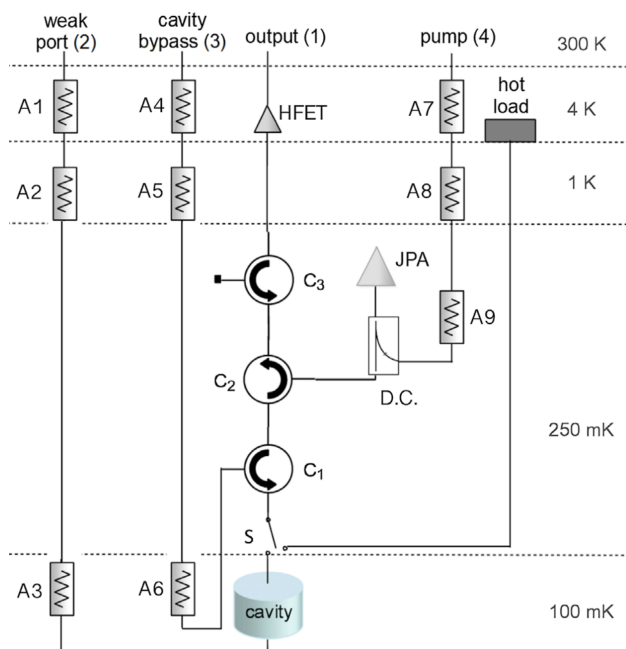 weak
port (2)
cavity
bypass (3)
output (1)
pump (4)
300 K
A1
A4
HFET
A7
hot
load
4 K
A2
A5
A8
1 K
JPA
C3
A9
C2
D.C.
250 mK
C1
S
A3
A6
cavity
100 mK